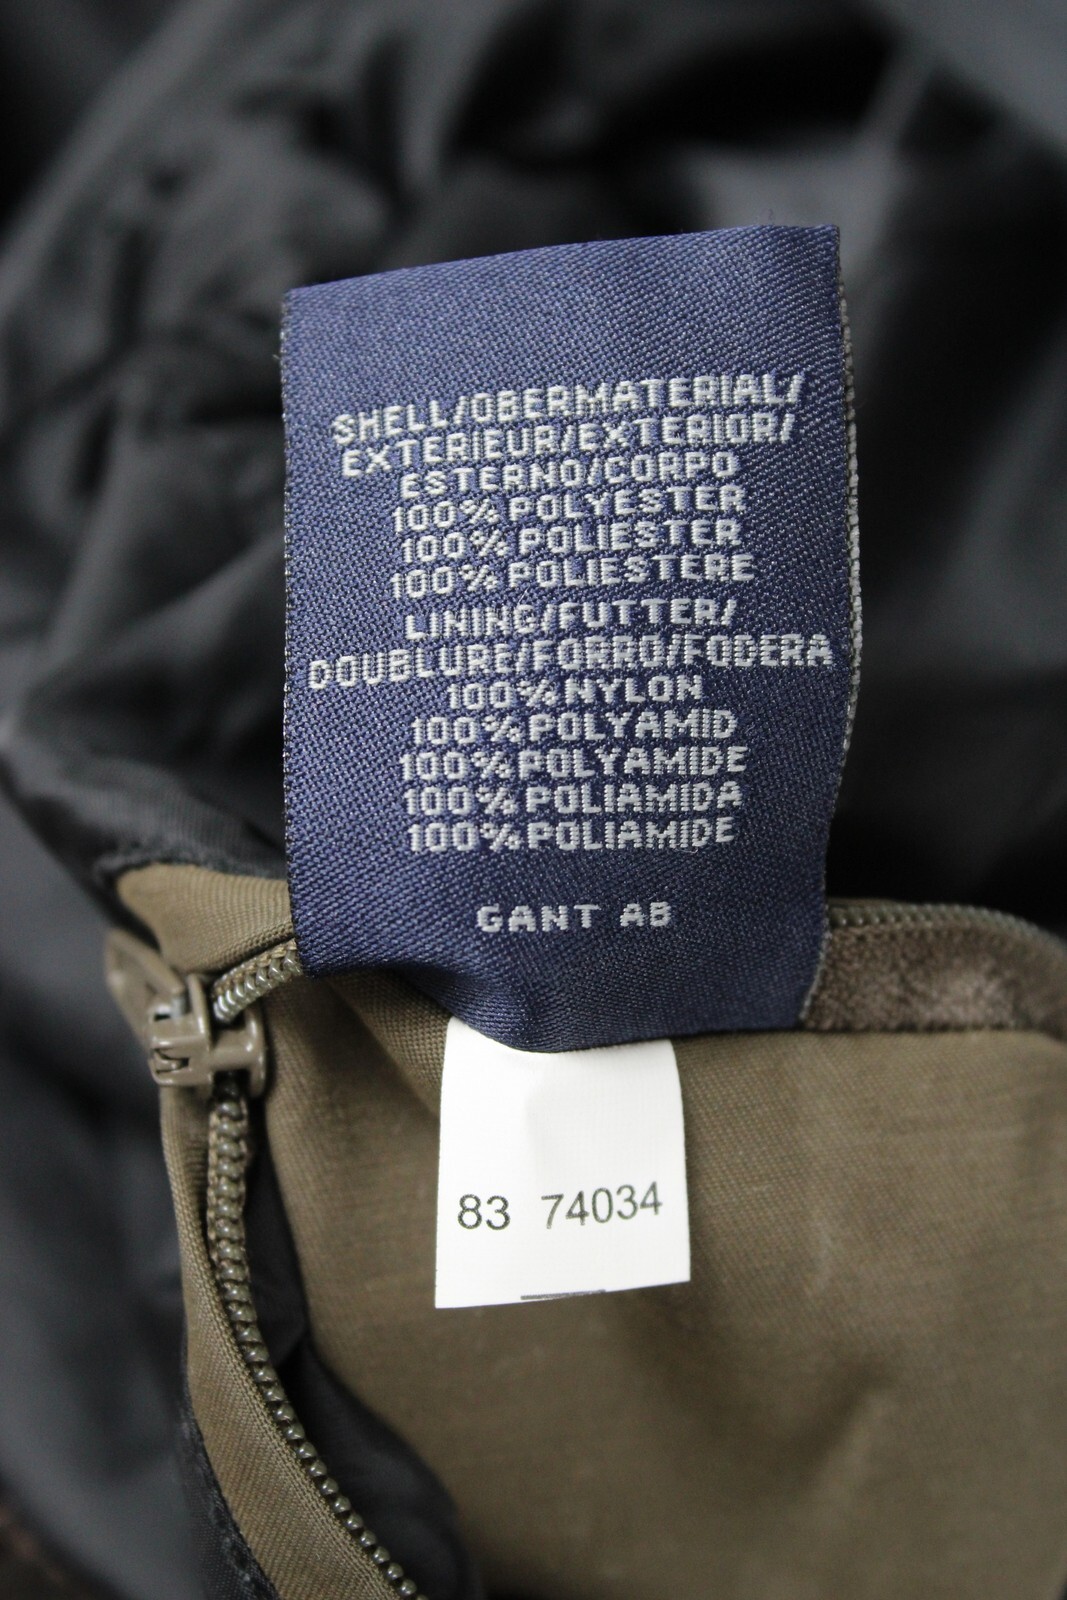 SHELL/OBERMATERIAL/
EXTERIEUR/EXTERIOR/
ESTERNO/CORPO
100% POLYESTER
100% POLIESTER
100% POLIESTERE
LINING/FUTTER/
DOUBLURE/FORRO/FODERA
100% NYLON
100% POLYAMID
100% POLYAMIDE
100% POLIAMIDA
100% POLIAMIDE
GANT AB
83 74034